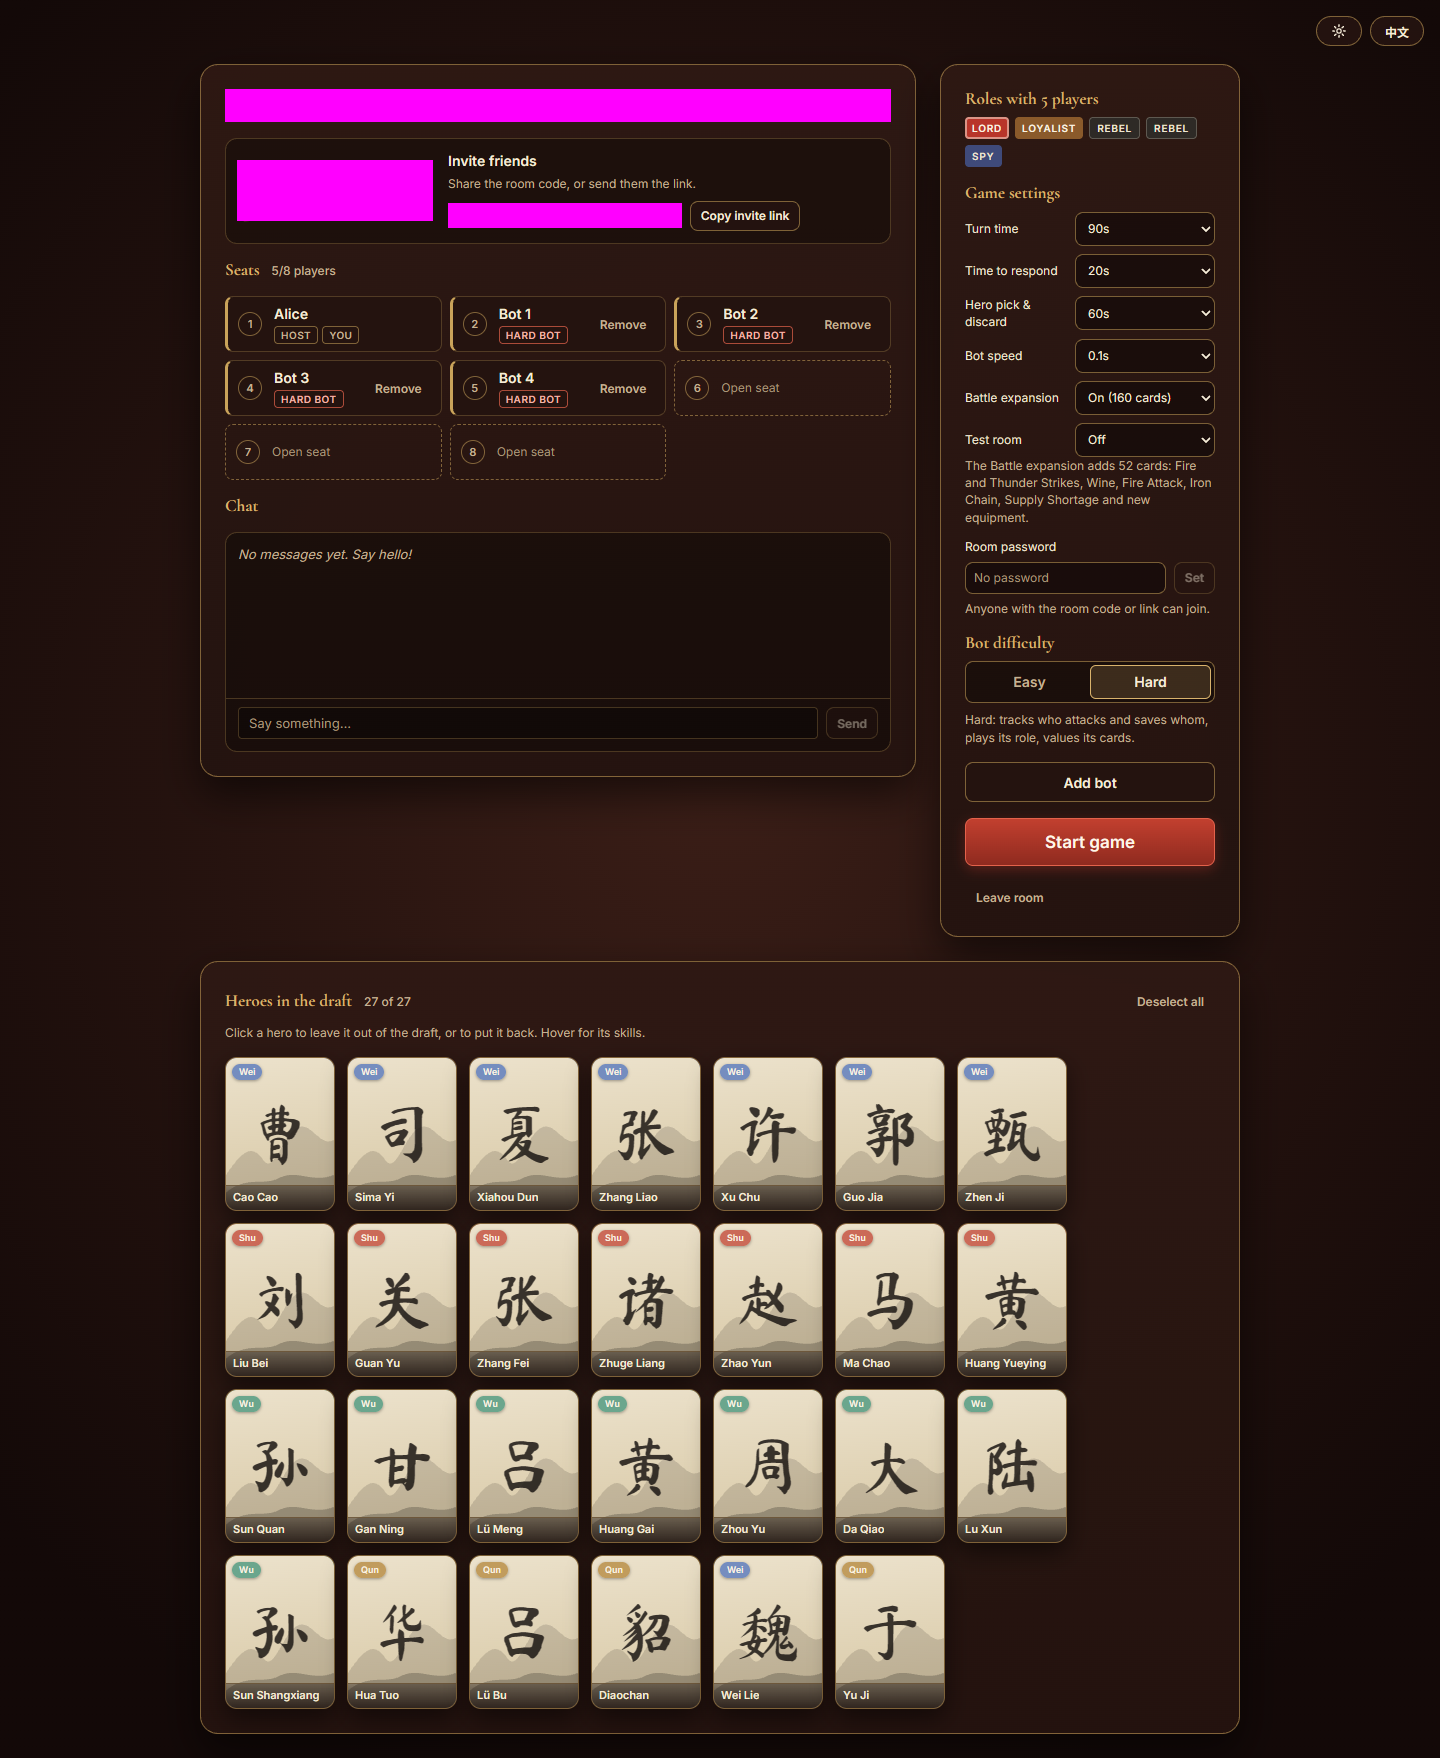 中文
Invite friends
Share the room code, or send them the link.
Copy invite link
Seats 5/8 players
1 Alice HOST YOU
2 Bot 1 HARD BOT Remove
3 Bot 2 HARD BOT Remove
4 Bot 3 HARD BOT Remove
5 Bot 4 HARD BOT Remove
6 Open seat
7 Open seat
8 Open seat
Chat
No messages yet. Say hello!
Say something...
Send
Roles with 5 players
LORD LOYALIST REBEL REBEL
SPY
Game settings
Turn time 90s
Time to respond 20s
Hero pick &
discard 60s
Bot speed 0.1s
Battle expansion On (160 cards)
Test room Off
The Battle expansion adds 52 cards: Fire
and Thunder Strikes, Wine, Fire Attack, Iron
Chain, Supply Shortage and new
equipment.
Room password
No password Set
Anyone with the room code or link can join.
Bot difficulty
Easy Hard
Hard: tracks who attacks and saves whom,
plays its role, values its cards.
Add bot
Start game
Leave room
Heroes in the draft 27 of 27 Deselect all
Click a hero to leave it out of the draft, or to put it back. Hover for its skills.
Wei Wei Wei Wei Wei Wei Wei
曹 司 夏 张 许 郭 甄
Cao Cao Sima Yi Xiahou Dun Zhang Liao Xu Chu Guo Jia Zhen Ji
Shu Shu Shu Shu Shu Shu Shu
刘 关 张 诸 赵 马 黄
Liu Bei Guan Yu Zhang Fei Zhuge Liang Zhao Yun Ma Chao Huang Yueying
Wu Wu Wu Wu Wu Wu Wu
孙 甘 吕 黄 周 大 陆
Sun Quan Gan Ning Lü Meng Huang Gai Zhou Yu Da Qiao Lu Xun
Wu Qun Qun Qun Wei Qun
孙 华 吕 貂 魏 于
Sun Shangxiang Hua Tuo Lü Bu Diaochan Wei Lie Yu Ji